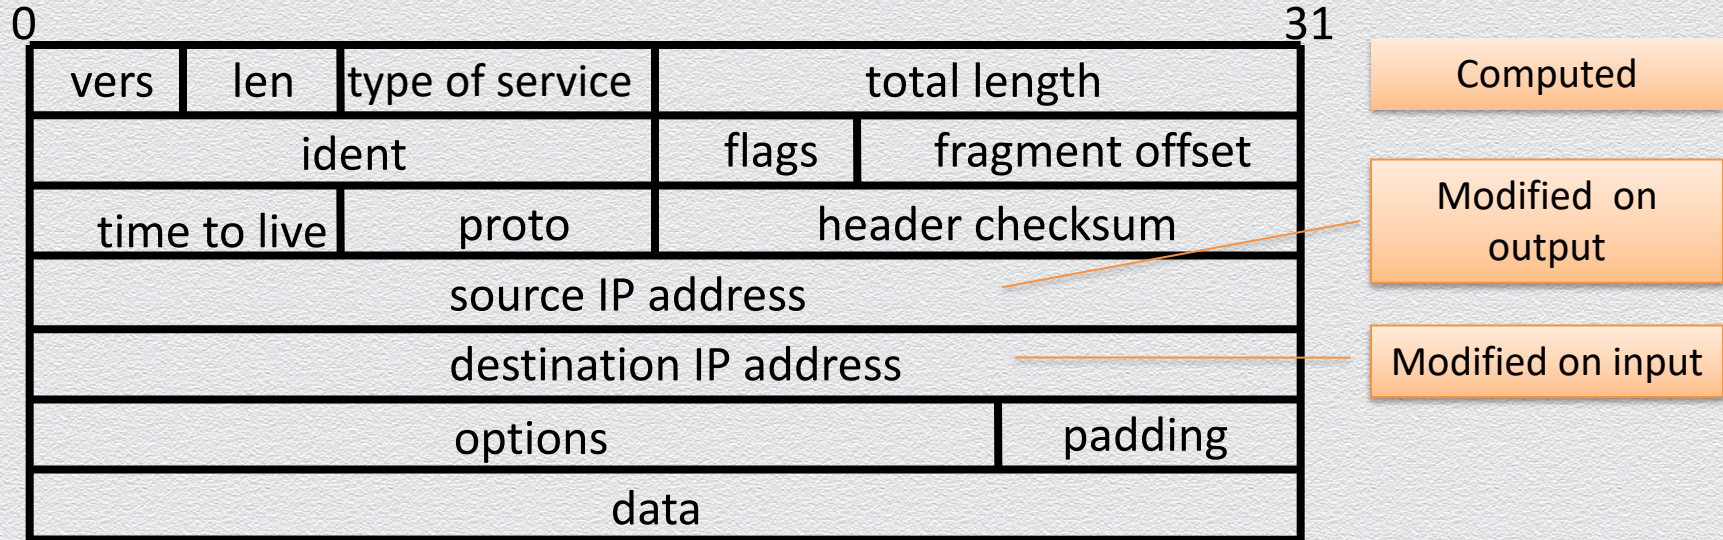 0 31
vers len type of service total length Computed
ident flags fragment offset
time to live proto header checksum
Modified on
output
source IP address
destination IP address Modified on input
options padding
data